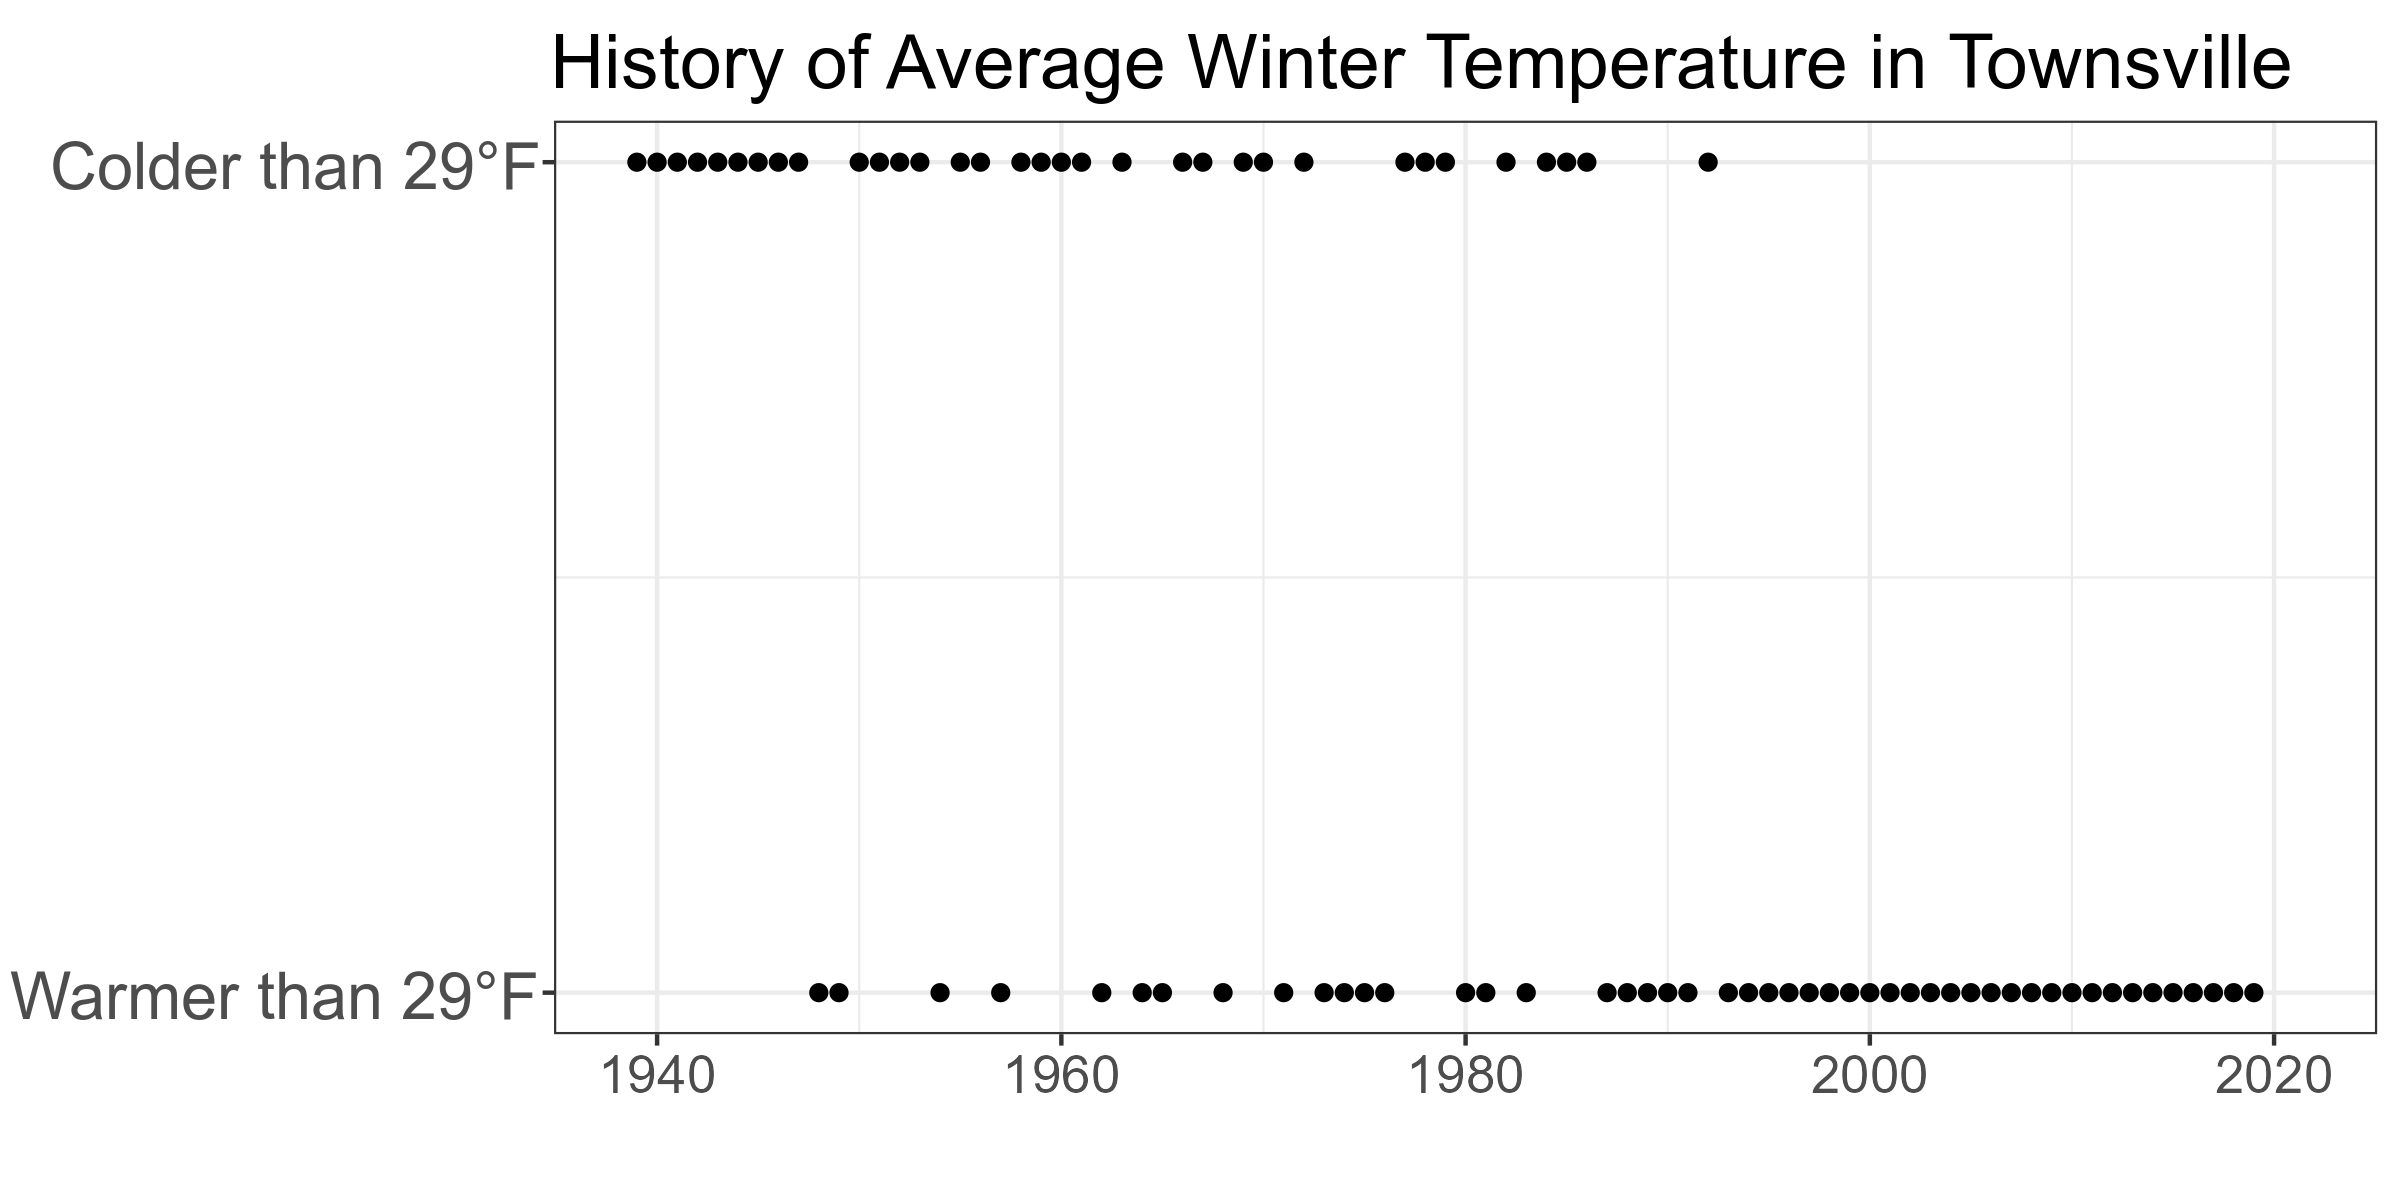 History of Average Winter Temperature in Townsville
Colder than 29°F
Warmer than 29°F
1940 1960 1980 2000 2020